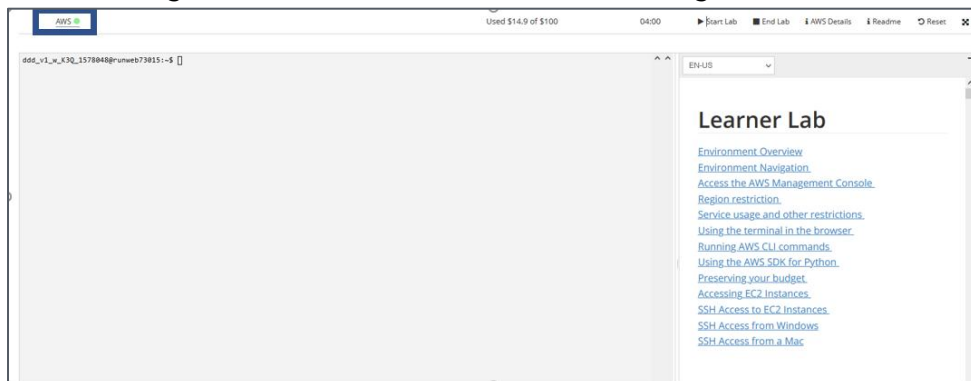 AWS
Used $14.9 of $100
04:00
Start Lab
End Lab
AWS Details
Readme
Reset
ddd_v1_w_K3Q_1578048@runweb73015:~$ []
EN-US
Learner Lab
Environment Overview
Environment Navigation
Access the AWS Management Console
Region restriction
Service usage and other restrictions
Using the terminal in the browser
Running AWS CLI commands
Using the AWS SDK for Python
Preserving your budget
Accessing EC2 Instances
SSH Access to EC2 Instances
SSH Access from Windows
SSH Access from a Mac